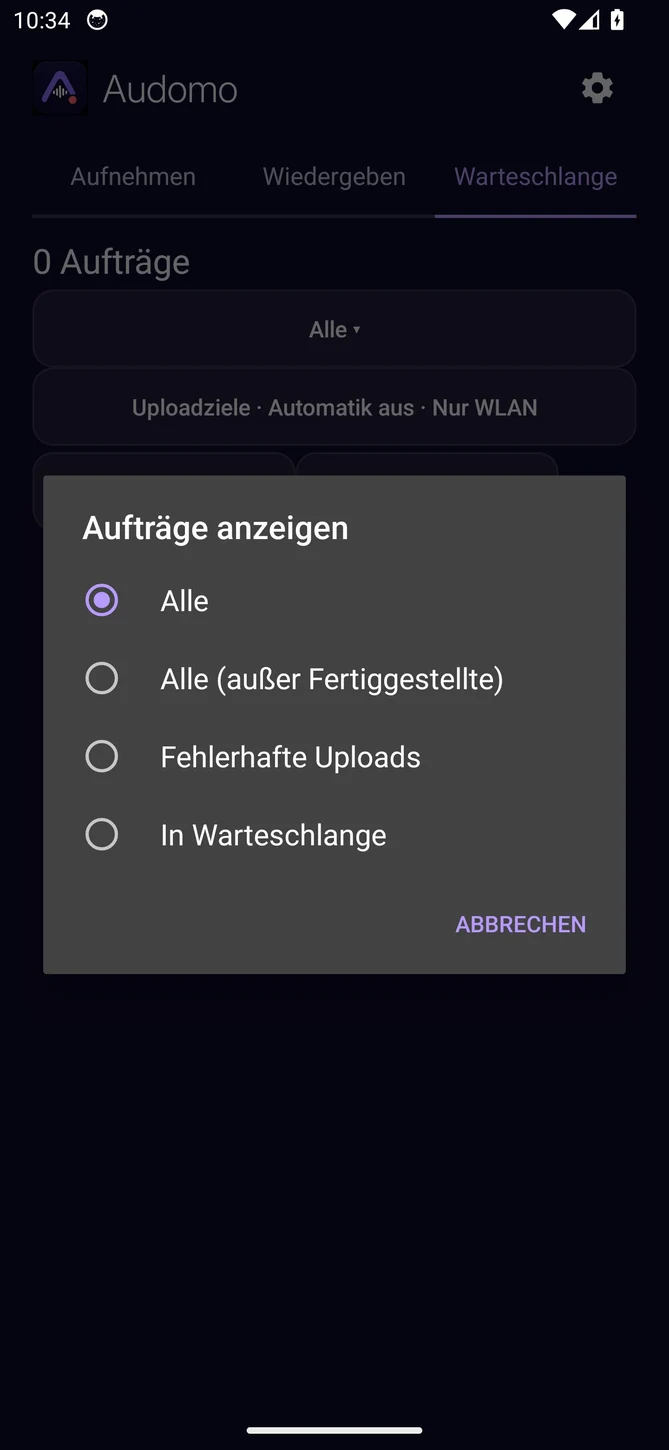 10:34
Audomo
Aufnehmen
Wiedergeben
Warteschlange
0 Aufträge
Alle ▾
Uploadziele · Automatik aus · Nur WLAN
Aufträge anzeigen
Alle
Alle (außer Fertiggestellte)
Fehlerhafte Uploads
In Warteschlange
ABBRECHEN